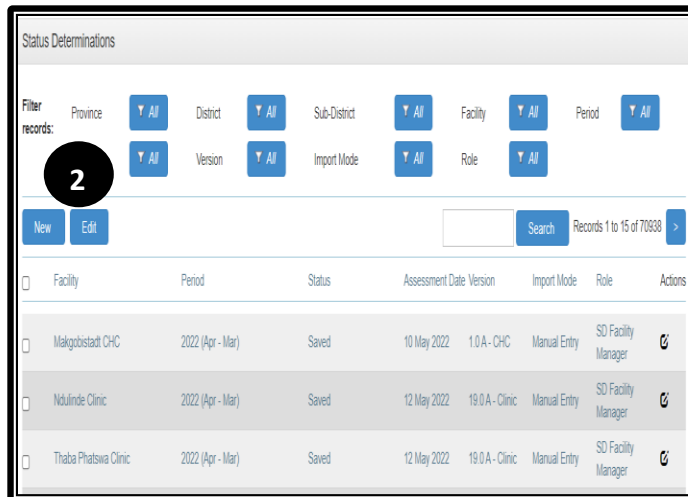 Status Determinations
Filter records: Province All District All Sub-District All Facility All Period All
All Version All Import Mode All Role All
2
New Edit Search Records 1 to 15 of 70938 >
Facility Period Status Assessment Date Version Import Mode Role Actions
Makgobistadt CHC 2022 (Apr - Mar) Saved 10 May 2022 1.0 A - CHC Manual Entry SD Facility Manager
Ndulinde Clinic 2022 (Apr - Mar) Saved 12 May 2022 19.0 A - Clinic Manual Entry SD Facility Manager
Thaba Phatswa Clinic 2022 (Apr - Mar) Saved 12 May 2022 19.0 A - Clinic Manual Entry SD Facility Manager